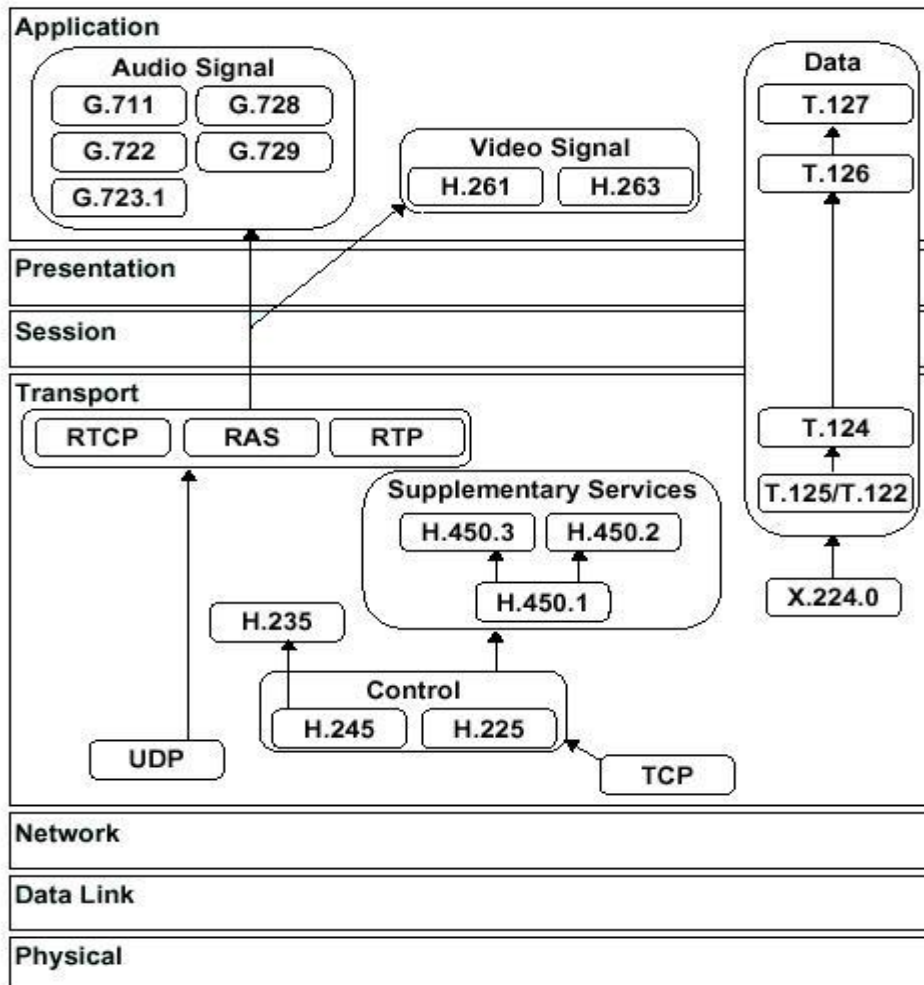 Application
Audio Signal
G.711
G.728
G.722
G.729
G.723.1
Video Signal
H.261
H.263
Data
T.127
T.126
Presentation
Session
Transport
RTCP
RAS
RTP
T.124
T.125/T.122
Supplementary Services
H.450.3
H.450.2
H.450.1
X.224.0
H.235
Control
H.245
H.225
UDP
TCP
Network
Data Link
Physical